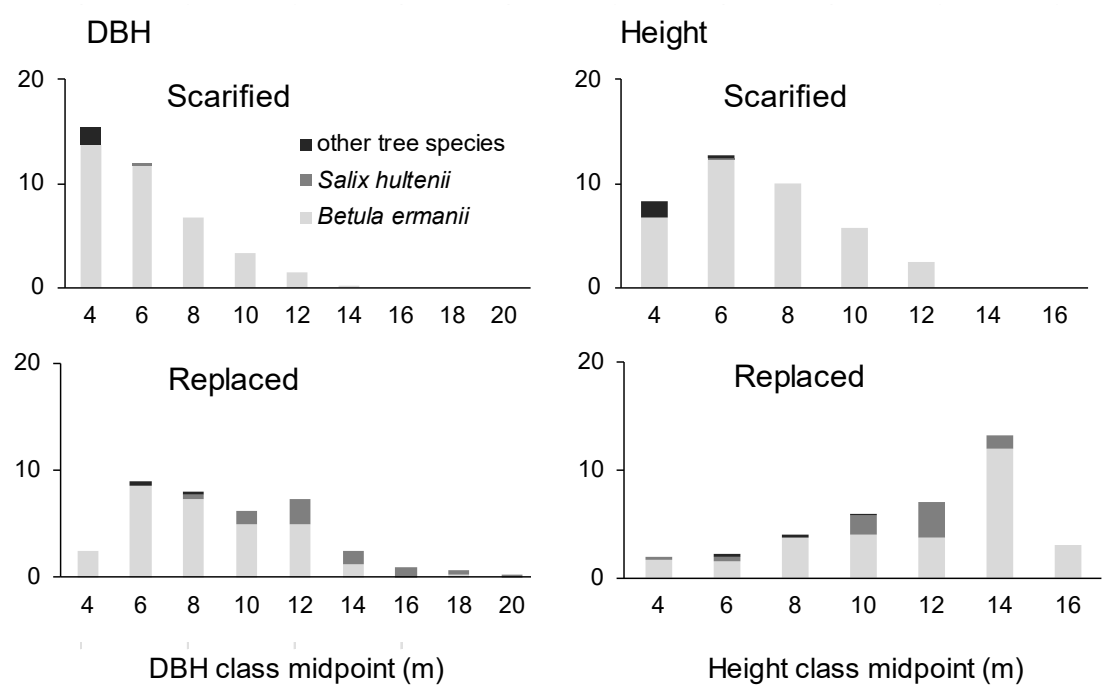 DBH
Scarified
20
10
0
other tree species
Salix hultenii
Betula ermanii
4 6 8 10 12 14 16 18 20
Height
Scarified
20
10
0
4 6 8 10 12 14 16
Replaced
20
10
0
4 6 8 10 12 14 16 18 20
DBH class midpoint (m)
Replaced
20
10
0
4 6 8 10 12 14 16
Height class midpoint (m)